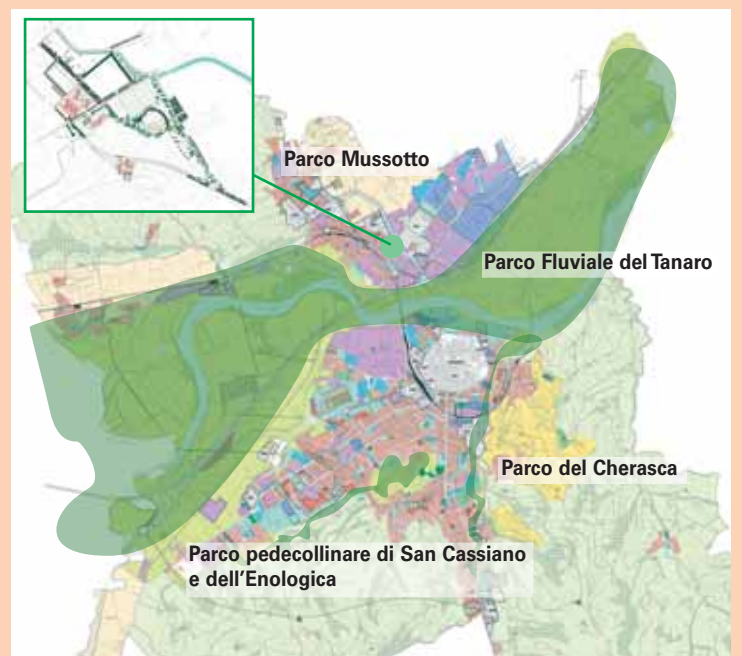 Parco Mussotto
Parco Fluviale del Tanaro
Parco del Cherasca
Parco pedecollinare di San Cassiano
e dell'Enologica